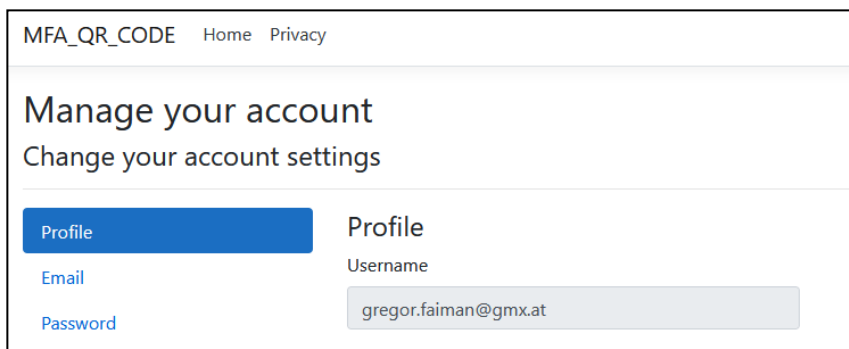 MFA_QR_CODE Home Privacy
Manage your account
Change your account settings
Profile
Email
Password
Profile
Username
gregor.faiman@gmx.at